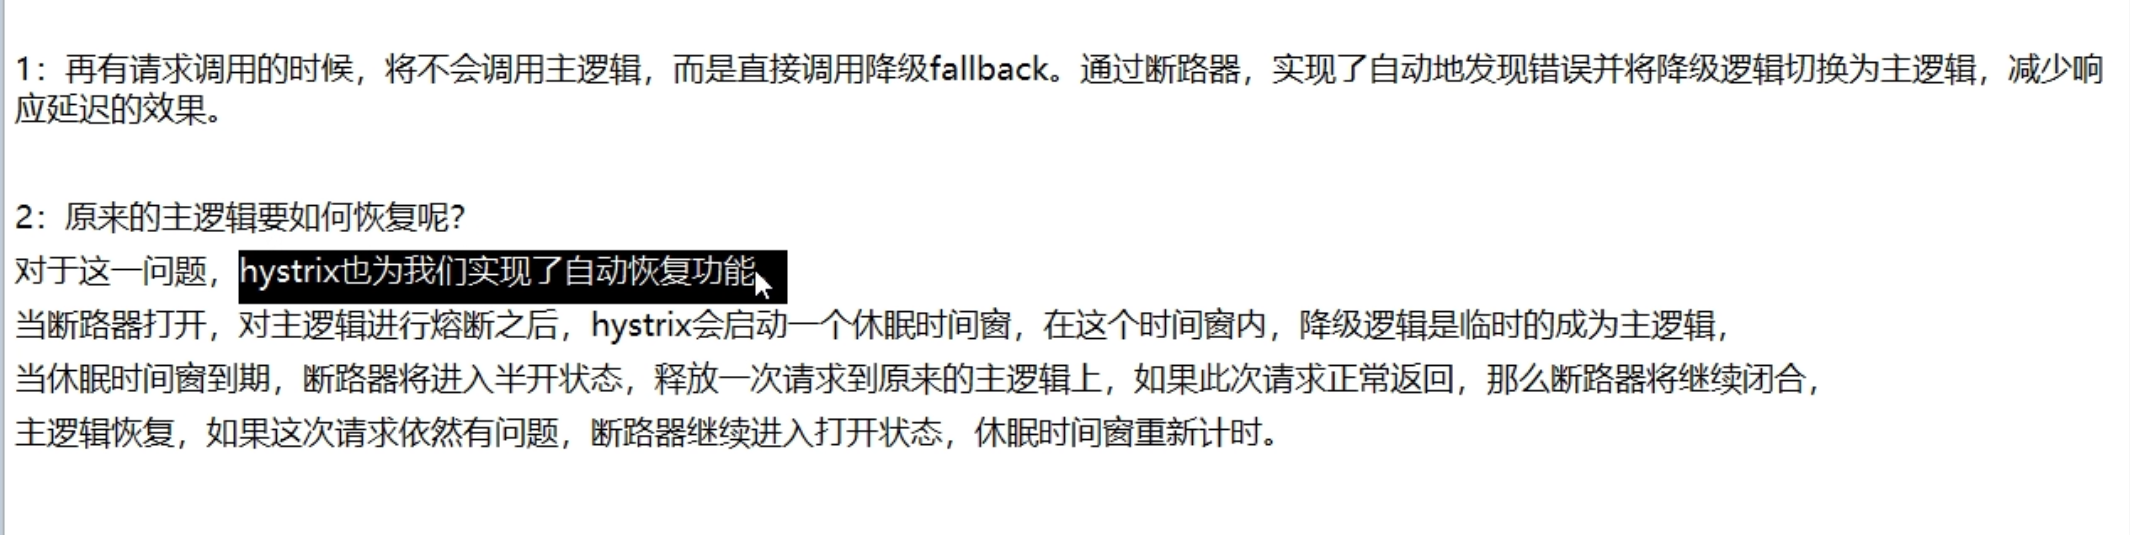 1：再有请求调用的时候，将不会调用主逻辑，而是直接调用降级fallback。通过断路器，实现了自动地发现错误并将降级逻辑切换为主逻辑，减少响
应延迟的效果。
2：原来的主逻辑要如何恢复呢？
对于这一问题，hystrix也为我们实现了自动恢复功能
当断路器打开，对主逻辑进行熔断之后，hystrix会启动一个休眠时间窗，在这个时间窗内，降级逻辑是临时的成为主逻辑，
当休眠时间窗到期，断路器将进入半开状态，释放一次请求到原来的主逻辑上，如果此次请求正常返回，那么断路器将继续闭合，
主逻辑恢复，如果这次请求依然有问题，断路器继续进入打开状态，休眠时间窗重新计时。